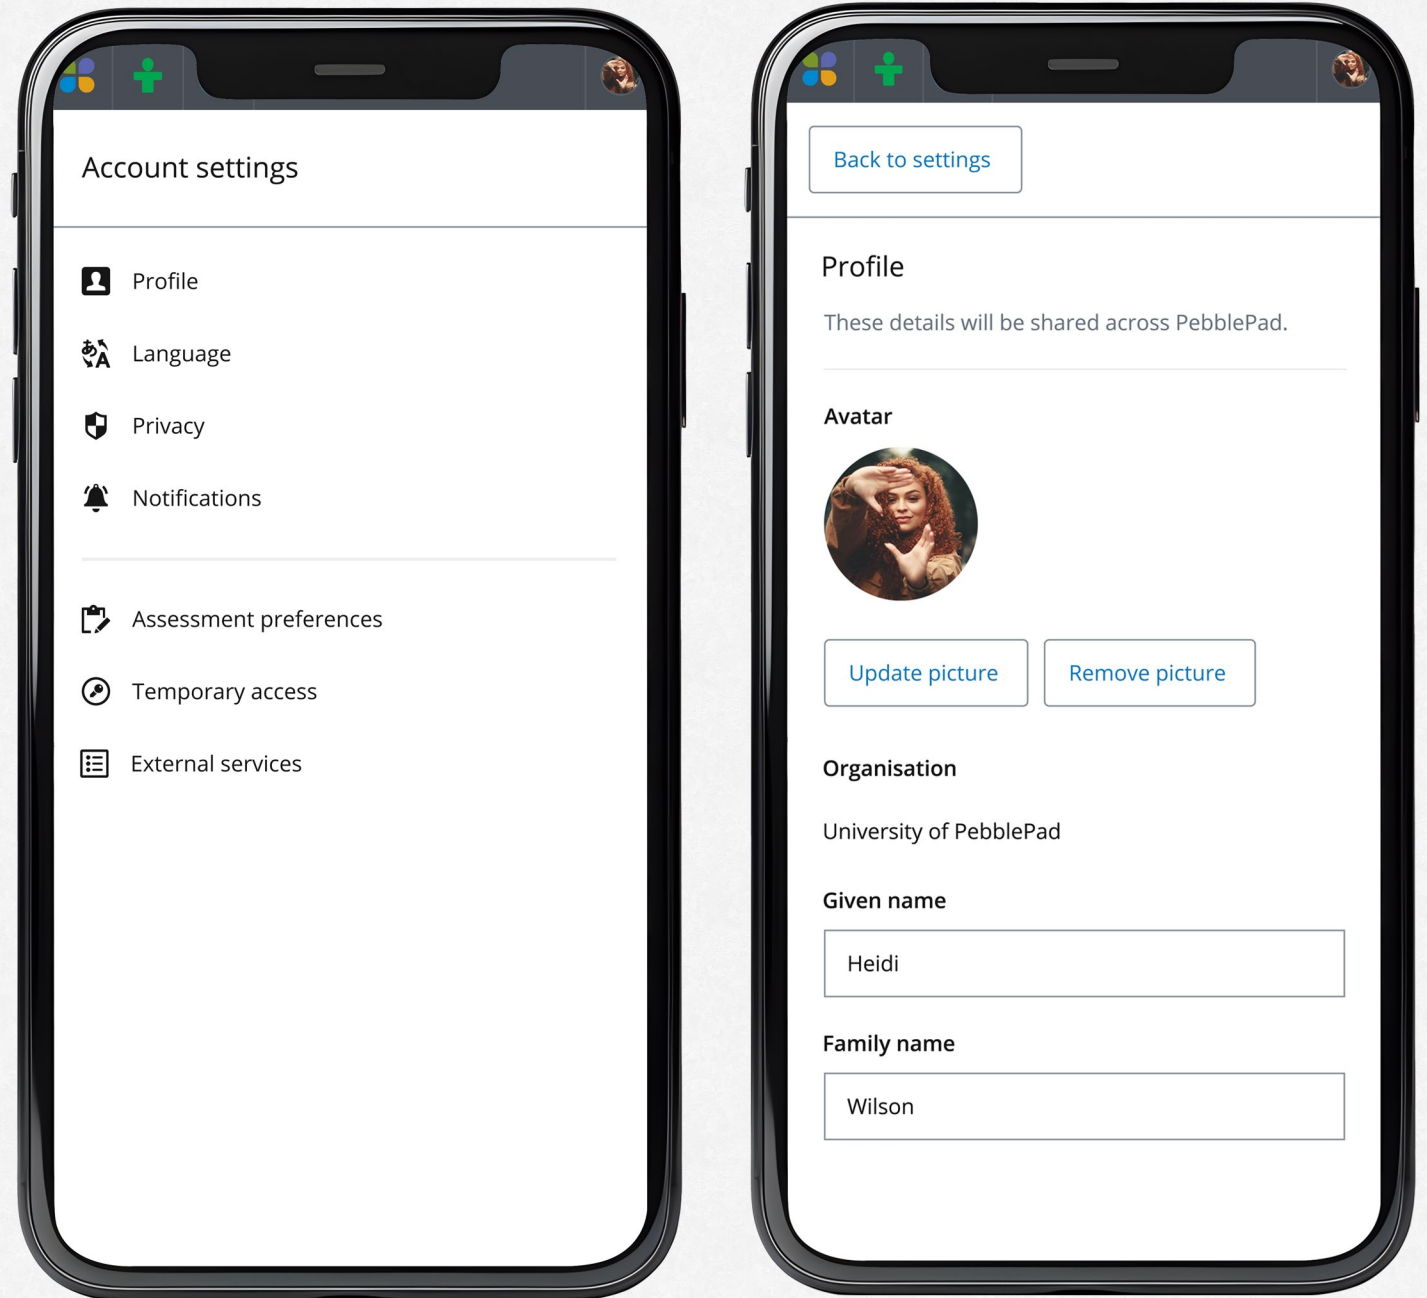 Account settings
Profile
Language
Privacy
Notifications
Assessment preferences
Temporary access
External services
Back to settings
Profile
These details will be shared across PebblePad.
Avatar
Update picture
Remove picture
Organisation
University of PebblePad
Given name
Heidi
Family name
Wilson